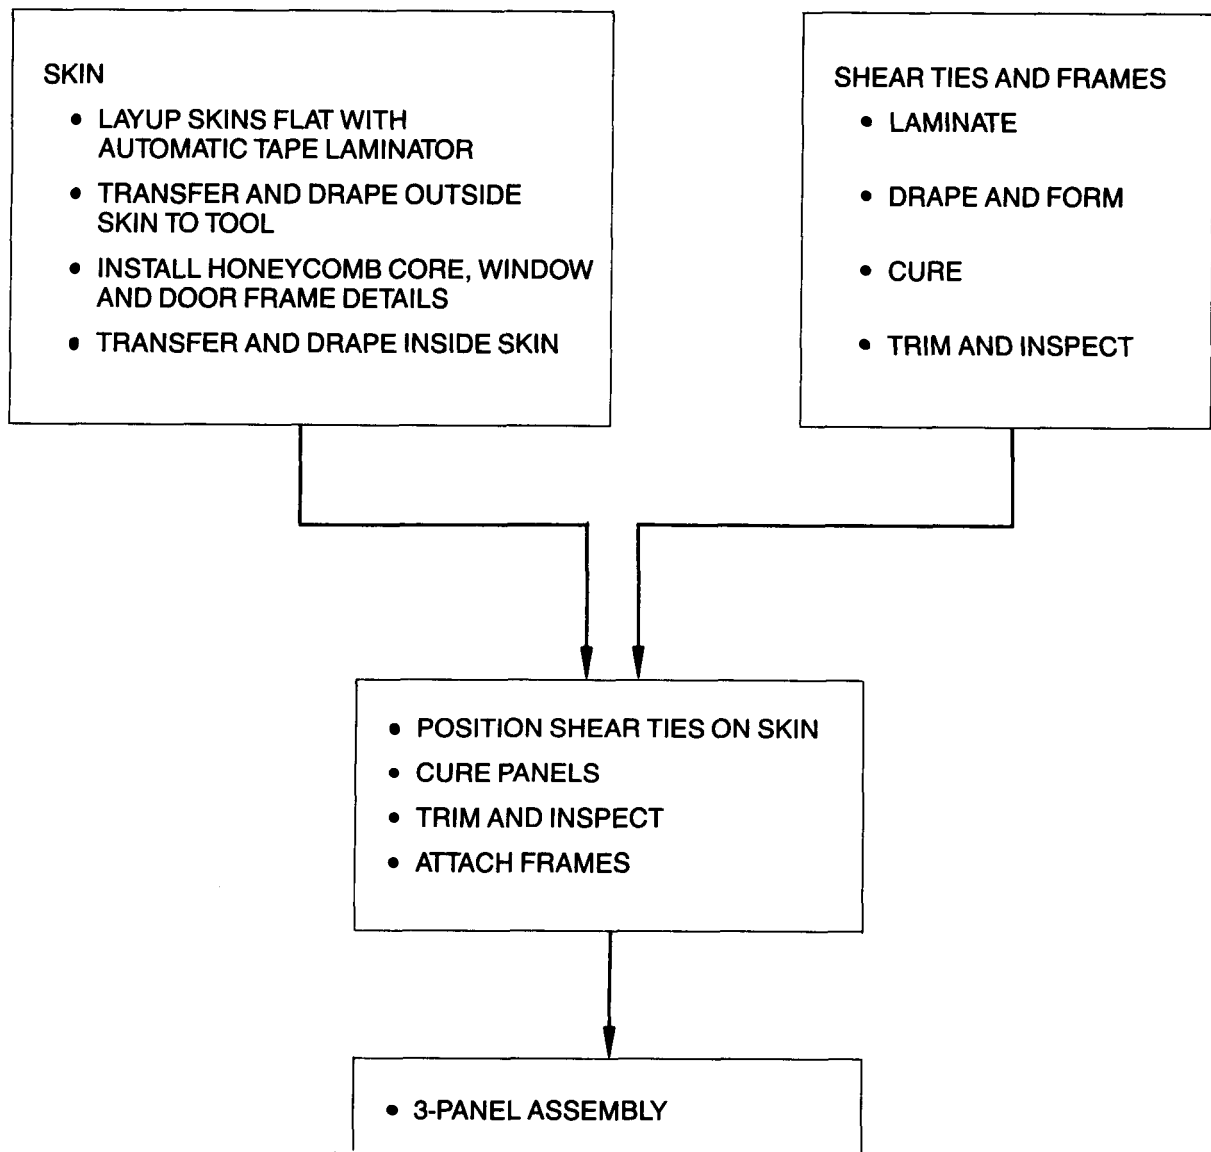 SKIN
• LAYUP SKINS FLAT WITH
AUTOMATIC TAPE LAMINATOR
• TRANSFER AND DRAPE OUTSIDE
SKIN TO TOOL
• INSTALL HONEYCOMB CORE, WINDOW
AND DOOR FRAME DETAILS
• TRANSFER AND DRAPE INSIDE SKIN
SHEAR TIES AND FRAMES
• LAMINATE
• DRAPE AND FORM
• CURE
• TRIM AND INSPECT
• POSITION SHEAR TIES ON SKIN
• CURE PANELS
• TRIM AND INSPECT
• ATTACH FRAMES
• 3-PANEL ASSEMBLY